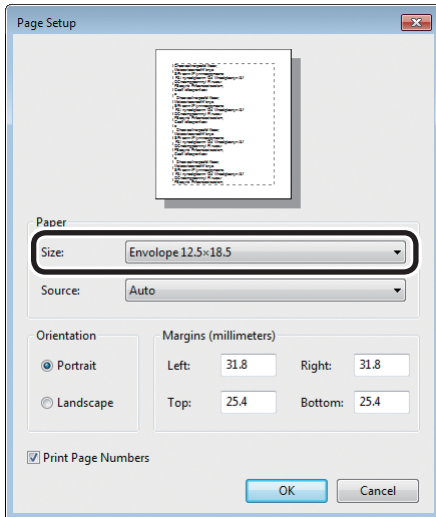 Page Setup
Paper
Size: Envolope 12.5×18.5
Source: Auto
Orientation
Portrait
Landscape
Margins (millimeters)
Left: 31.8 Right: 31.8
Top: 25.4 Bottom: 25.4
Print Page Numbers
OK Cancel